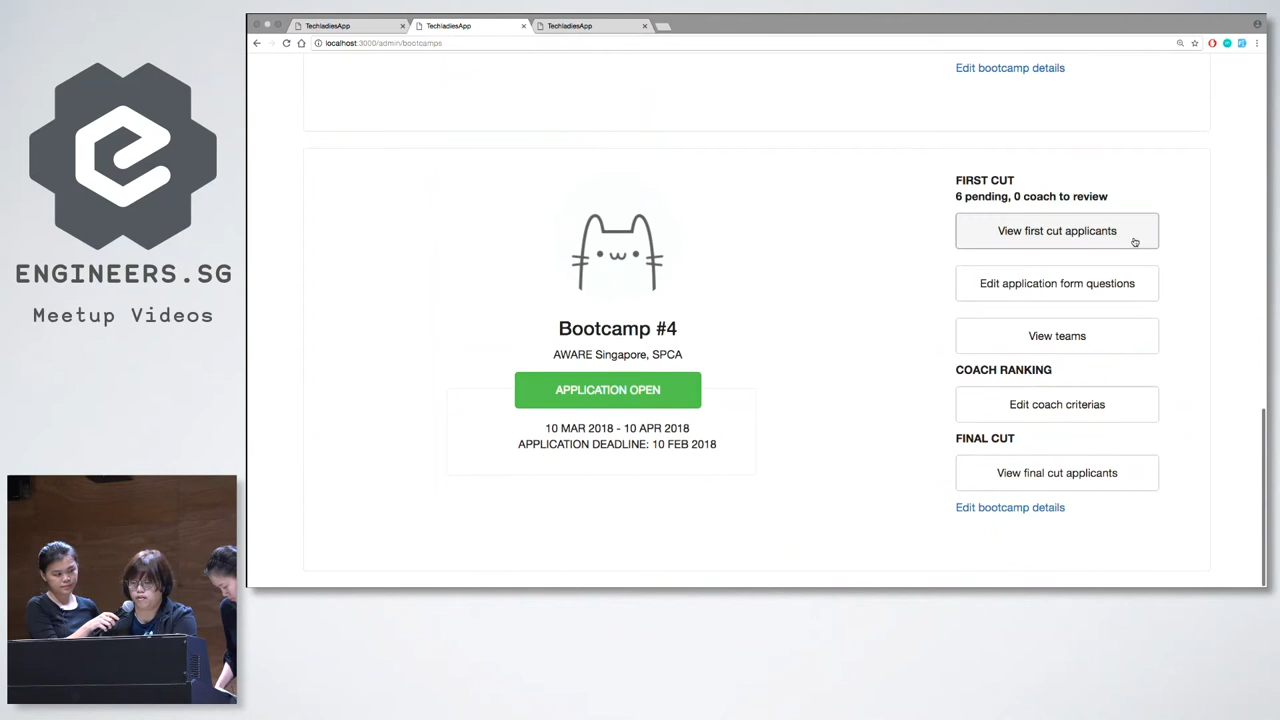 TechladiesApp
TechladiesApp
TechladiesApp
localhost:3000/admin/bootcamps
Edit bootcamp details
FIRST CUT
6 pending, 0 coach to review
View first cut applicants
Edit application form questions
View teams
COACH RANKING
Edit coach criterias
FINAL CUT
View final cut applicants
Edit bootcamp details
Bootcamp #4
AWARE Singapore, SPCA
APPLICATION OPEN
10 MAR 2018 - 10 APR 2018
APPLICATION DEADLINE: 10 FEB 2018
ENGINEERS.SG
Meetup Videos